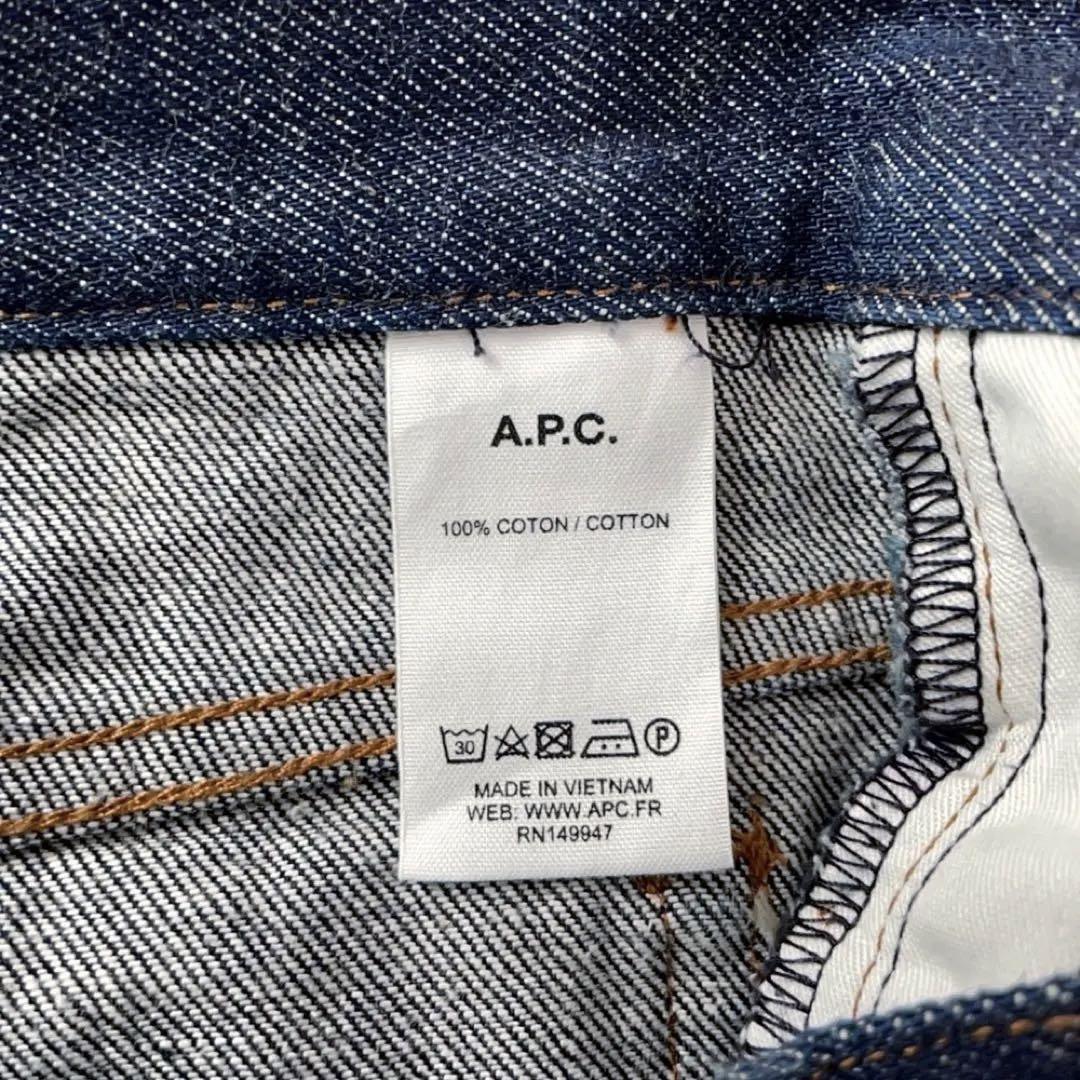 A.P.C.
100% COTON / COTTON
30 P
MADE IN VIETNAM
WEB: WWW.APC.FR
RN149947